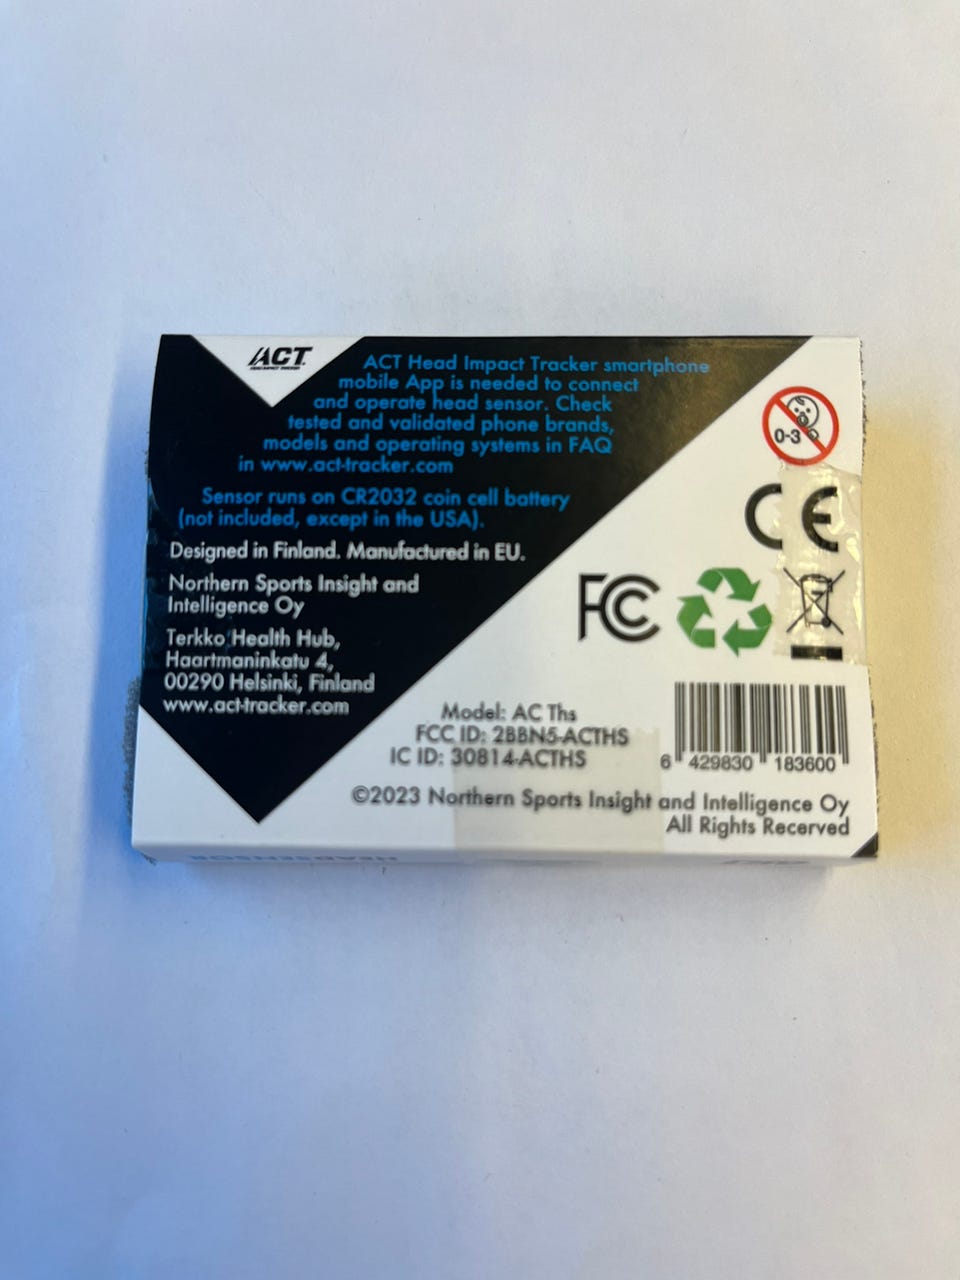 ACT
HEAD IMPACT TRACKER
ACT Head Impact Tracker smartphone
mobile App is needed to connect
and operate head sensor. Check
tested and validated phone brands,
models and operating systems in FAQ
in www.act-tracker.com
Sensor runs on CR2032 coin cell battery
(not included, except in the USA).
Designed in Finland. Manufactured in EU.
Northern Sports Insight and
Intelligence Oy
Terkko Health Hub,
Haartmaninkatu 4,
00290 Helsinki, Finland
www.act-tracker.com
0-3
CE
FC
Model: AC Ths
FCC ID: 2BBN5-ACTHS
IC ID: 30814-ACTHS
6 429830 183600
©2023 Northern Sports Insight and Intelligence Oy
All Rights Recerved
HEADSENSOR